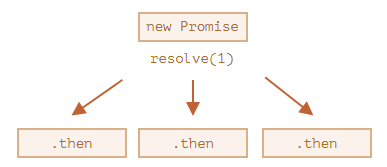 new Promise
resolve(1)
.then .then .then